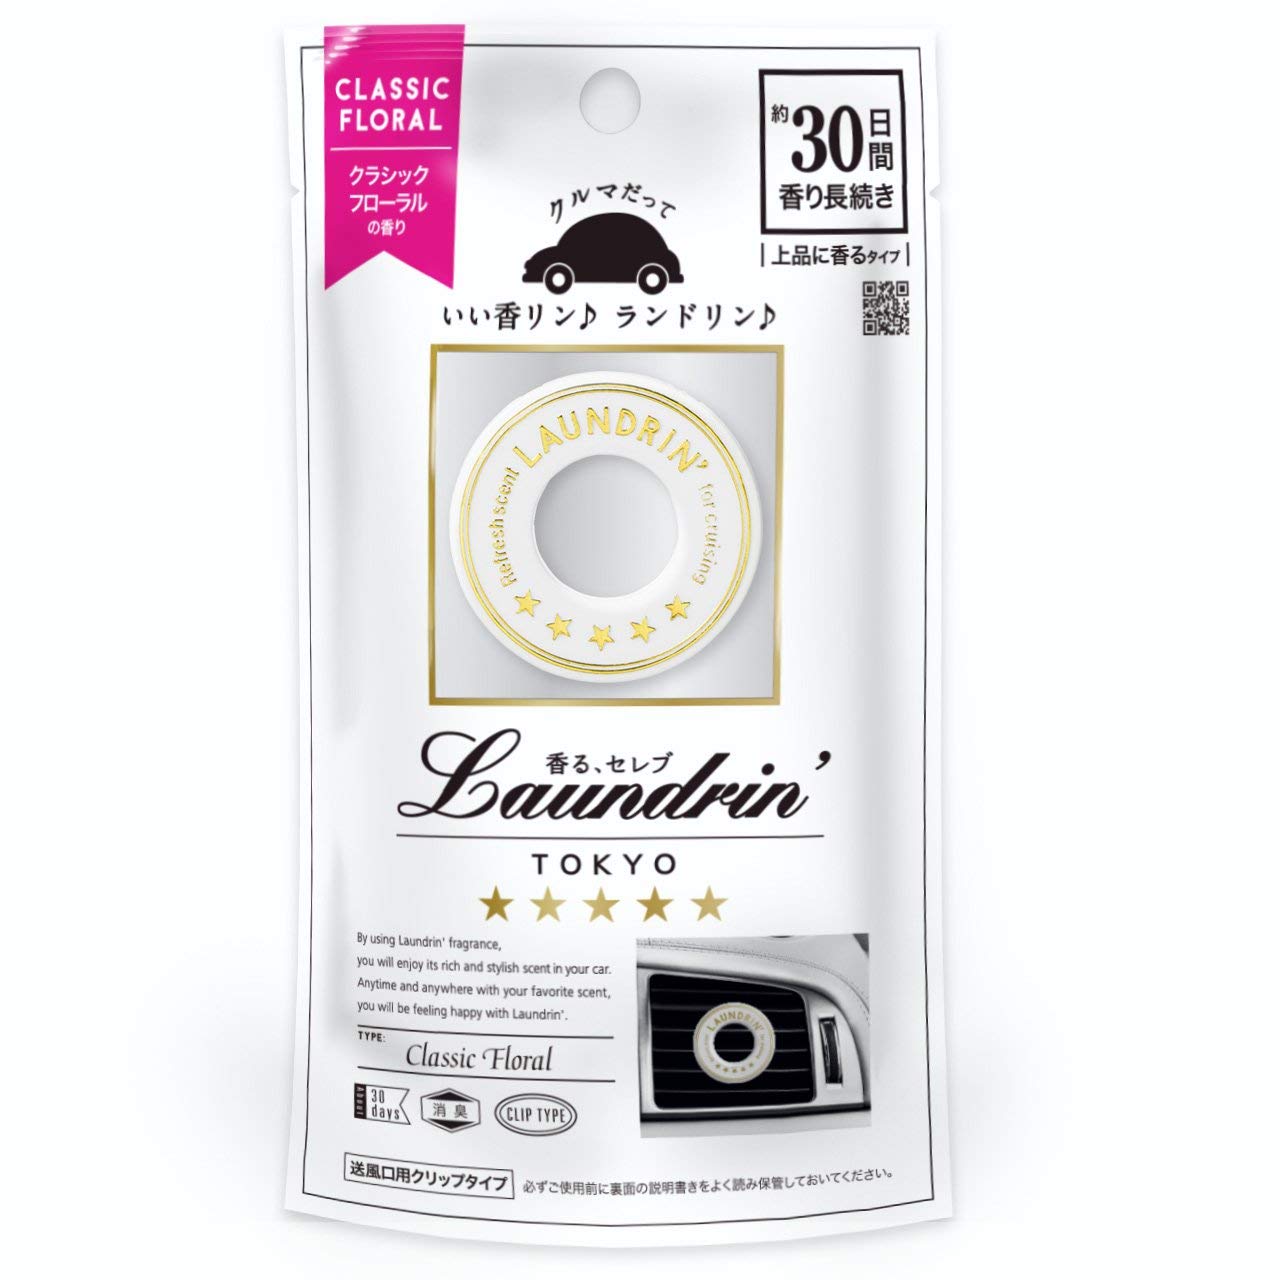 CLASSIC
FLORAL
クラシック
フローラル
の香り
約30日間
香り長続き
上品に香るタイプ
クルマだって
いい香リン♪ ランドリン♪
LAUNDRIN'
Refresh scent
for cruising
香る、セレブ
Laundrin'
TOKYO
By using Laundrin' fragrance,
you will enjoy its rich and stylish scent in your car.
Anytime and anywhere with your favorite scent,
you will be feeling happy with Laundrin'.
TYPE:
Classic Floral
About
30
days
消臭
CLIP TYPE
LAUNDRIN'
送風口用クリップタイプ
必ずご使用前に裏面の説明書きをよく読み保管しておいてください。